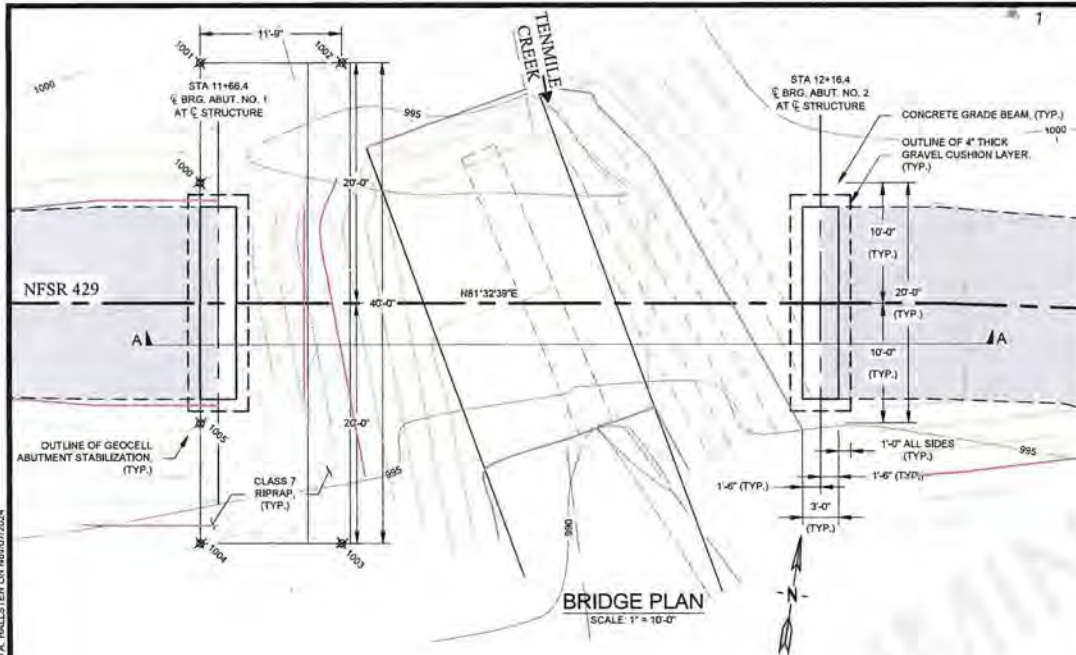 1
1001
11'-9"
1002
TENMILE
CREEK
1000
STA 11+66.4
℄ BRG. ABUT. NO. 1
AT ℄ STRUCTURE
995
STA 12+16.4
℄ BRG. ABUT. NO. 2
AT ℄ STRUCTURE
CONCRETE GRADE BEAM, (TYP.)
1000
OUTLINE OF 4" THICK
GRAVEL CUSHION LAYER.
(TYP.)
1000
20'-0"
10'-0"
(TYP.)
NFSR 429
40'-0"
N81°32'39"E
20'-0"
(TYP.)
A
A
10'-0"
(TYP.)
20'-0"
1005
OUTLINE OF GEOCELL
ABUTMENT STABILIZATION,
(TYP.)
1'-0" ALL SIDES
(TYP.)
995
995
CLASS 7
RIPRAP,
(TYP.)
1'-6" (TYP.)
1'-6" (TYP.)
3'-0"
(TYP.)
990
1004
1003
BRIDGE PLAN
SCALE: 1" = 10'-0"
-N-